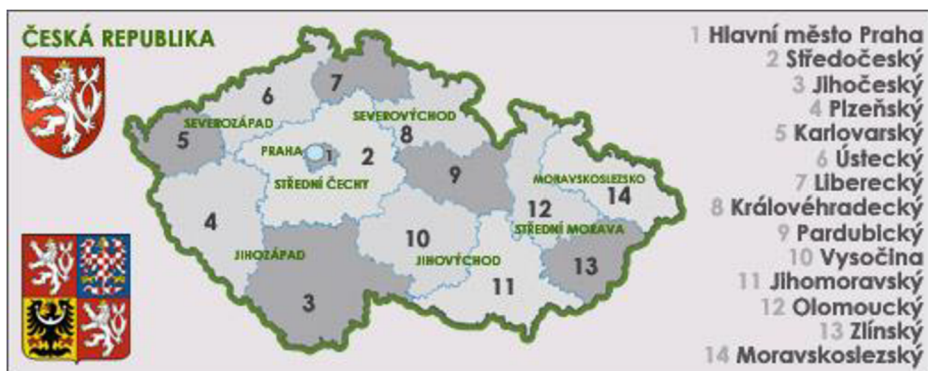 ČESKÁ REPUBLIKA
7
6
SEVEROZÁPAD
SEVEROVÝCHOD
5
8
PRAHA
1
2
9
MORAVSKOSLEZSKO
STŘEDNÍ ČECHY
14
12
4
STŘEDNÍ MORAVA
10
JIHOZÁPAD
JIHOVÝCHOD
13
11
3
1 Hlavní město Praha
2 Středočeský
3 Jihočeský
4 Plzeňský
5 Karlovarský
6 Ústecký
7 Liberecký
8 Královéhradecký
9 Pardubický
10 Vysočina
11 Jihomoravský
12 Olomoucký
13 Zlínský
14 Moravskoslezský